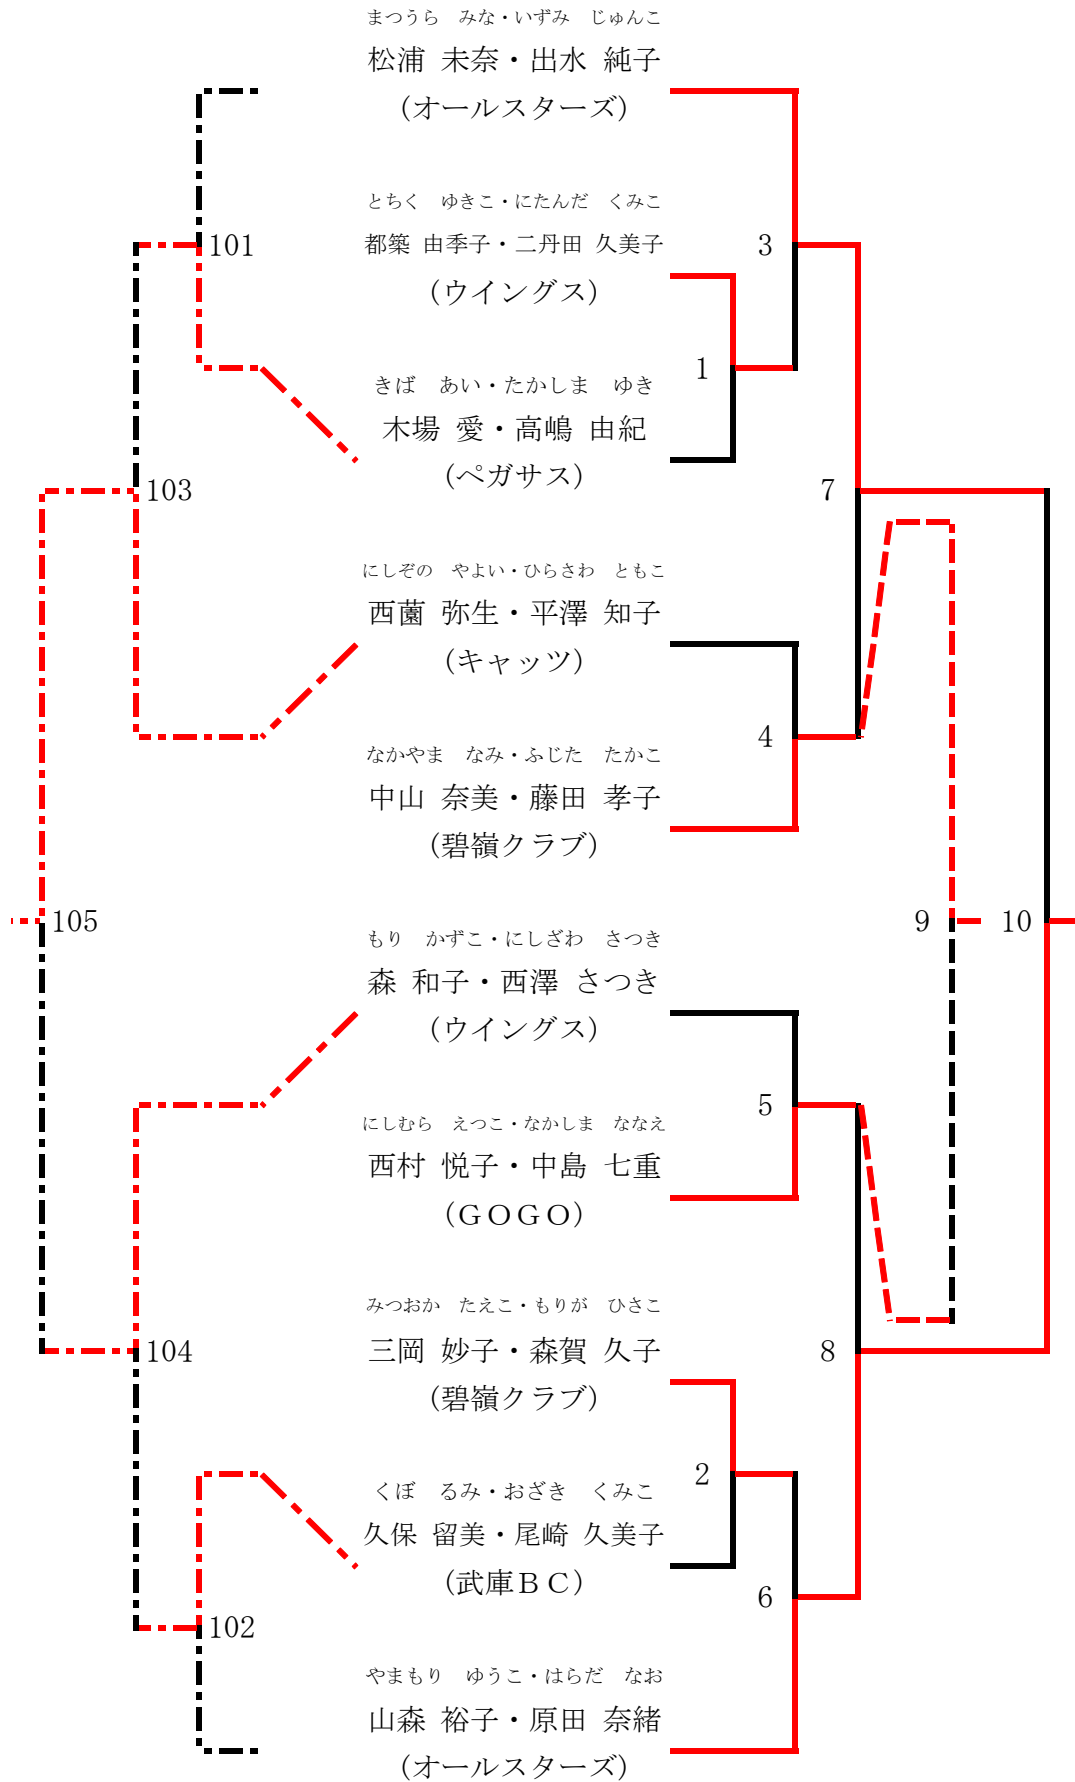 まつうら　みな・いずみ　じゅんこ
松浦 未奈・出水 純子
（オールスターズ）
とちく　ゆきこ・にたんだ　くみこ
都築 由季子・二丹田 久美子
（ウイングス）
101
3
1
きば　あい・たかしま　ゆき
木場 愛・高嶋 由紀
（ペガサス）
103
7
にしぞの　やよい・ひらさわ　ともこ
西薗 弥生・平澤 知子
（キャッツ）
4
なかやま　なみ・ふじた　たかこ
中山 奈美・藤田 孝子
（碧嶺クラブ）
105
9
10
もり　かずこ・にしざわ　さつき
森 和子・西澤 さつき
（ウイングス）
5
にしむら　えつこ・なかしま　ななえ
西村 悦子・中島 七重
（ＧＯＧＯ）
みつおか　たえこ・もりが　ひさこ
三岡 妙子・森賀 久子
（碧嶺クラブ）
104
8
2
くぼ　るみ・おざき　くみこ
久保 留美・尾崎 久美子
（武庫ＢＣ）
6
102
やまもり　ゆうこ・はらだ　なお
山森 裕子・原田 奈緒
（オールスターズ）